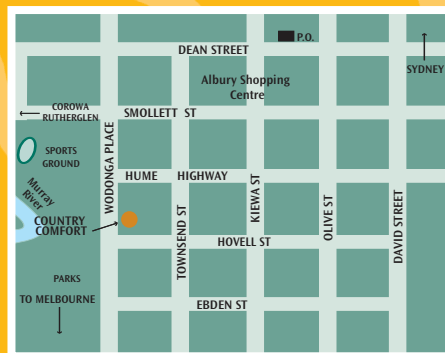 P.O.
DEAN STREET
SYDNEY
Albury Shopping
Centre
COROWA
RUTHERGLEN
SMOLLETT ST
SPORTS
GROUND
WODONGA PLACE
HUME HIGHWAY
Murray
River
COUNTRY
COMFORT
TOWNSEND ST
KIEWA ST
OLIVE ST
DAVID STREET
HOVELL ST
PARKS
TO MELBOURNE
EBDEN ST